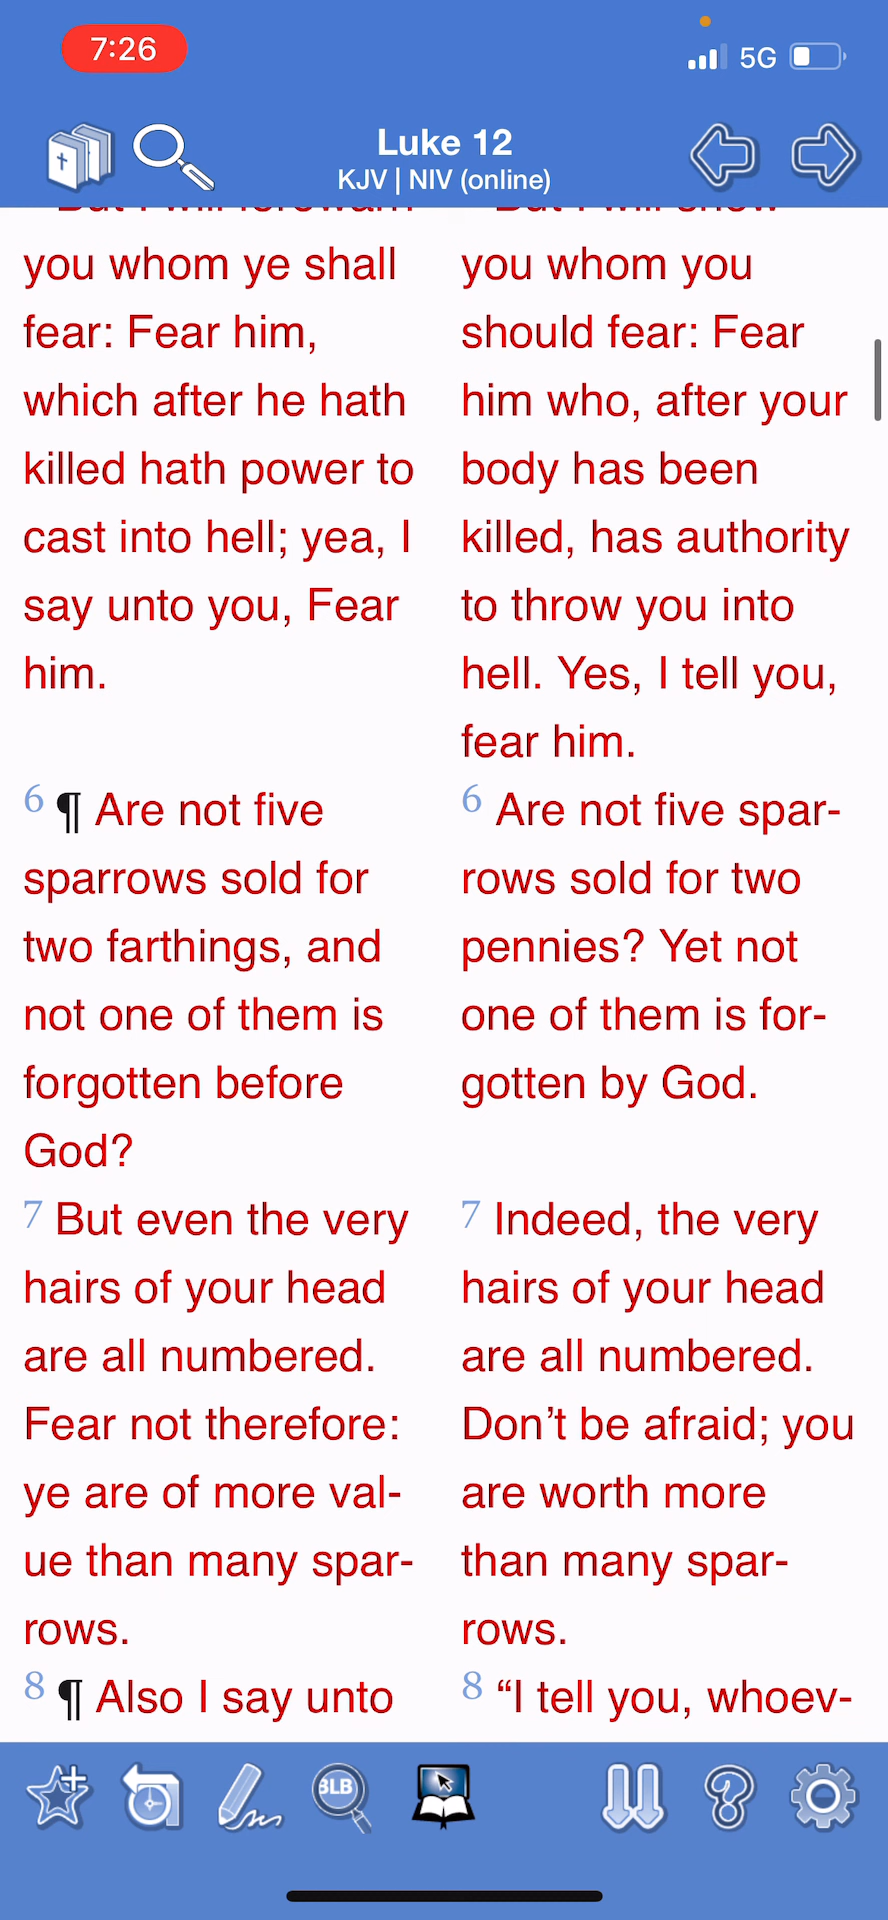 7:26
5G
Luke 12
KJV | NIV (online)
you whom ye shall
fear: Fear him,
which after he hath
killed hath power to
cast into hell; yea, I
say unto you, Fear
him.
6 ¶ Are not five
sparrows sold for
two farthings, and
not one of them is
forgotten before
God?
7 But even the very
hairs of your head
are all numbered.
Fear not therefore:
ye are of more val-
ue than many spar-
rows.
8 ¶ Also I say unto
you whom you
should fear: Fear
him who, after your
body has been
killed, has authority
to throw you into
hell. Yes, I tell you,
fear him.
6 Are not five spar-
rows sold for two
pennies? Yet not
one of them is for-
gotten by God.
7 Indeed, the very
hairs of your head
are all numbered.
Don’t be afraid; you
are worth more
than many spar-
rows.
8 “I tell you, whoev-
BLB